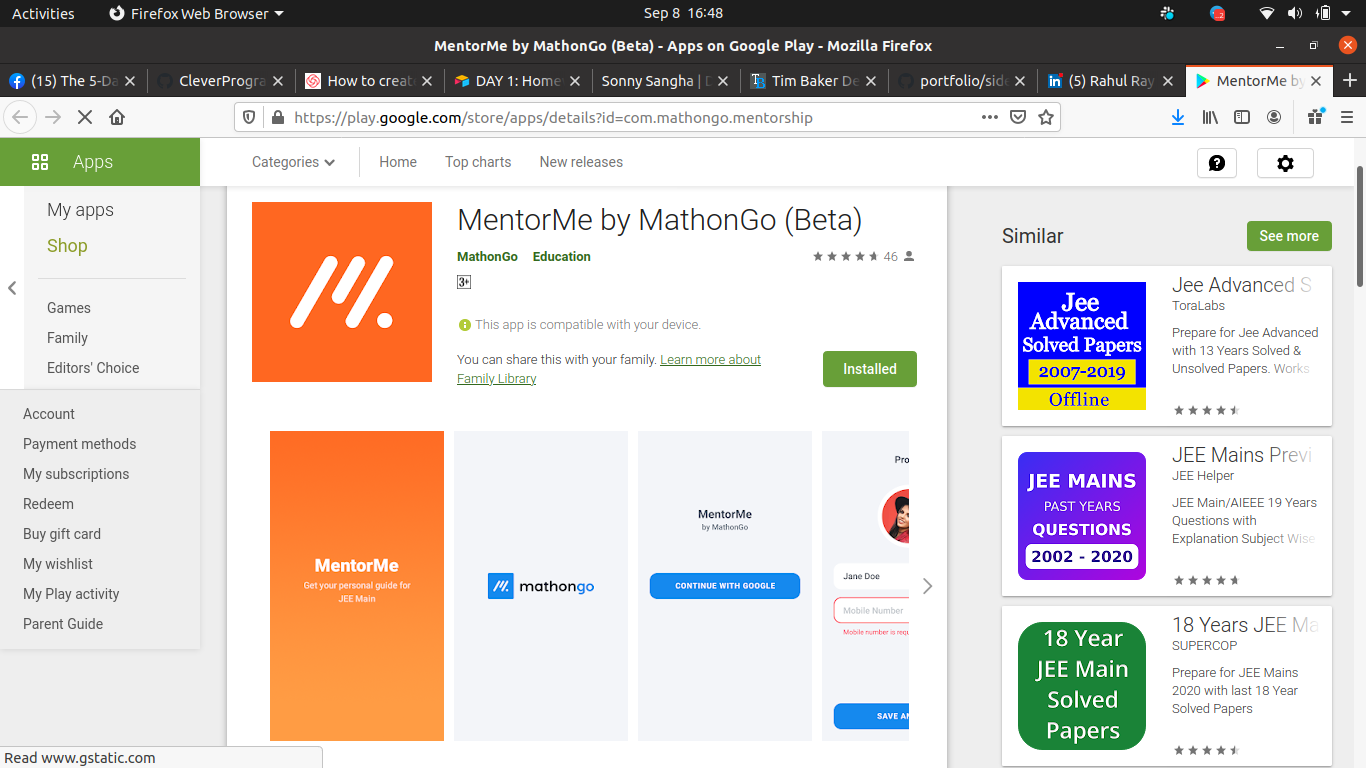 Activities
Firefox Web Browser
Sep 8 16:48
MentorMe by MathonGo (Beta) - Apps on Google Play - Mozilla Firefox
(15) The 5-Da
CleverProgra
How to creat
DAY 1: Home
Sonny Sangha | D
Tim Baker De
portfolio/side
(5) Rahul Ray
MentorMe by
https://play.google.com/store/apps/details?id=com.mathongo.mentorship
Apps
Categories
Home
Top charts
New releases
My apps
Shop
Games
Family
Editors' Choice
Account
Payment methods
My subscriptions
Redeem
Buy gift card
My wishlist
My Play activity
Parent Guide
MentorMe by MathonGo (Beta)
MathonGo Education
46
3+
This app is compatible with your device.
You can share this with your family. Learn more about
Family Library
Installed
MentorMe
Get your personal guide for
JEE Main
mathongo
MentorMe
by MathonGo
CONTINUE WITH GOOGLE
Pro
Jane Doe
Mobile Number
Mobile number is requ
SAVE AN
Similar
See more
Jee
Advanced
Solved Papers
2007-2019
Offline
Jee Advanced S
ToraLabs
Prepare for Jee Advanced
with 13 Years Solved &
Unsolved Papers. Works
JEE MAINS
PAST YEARS
QUESTIONS
2002 - 2020
JEE Mains Previ
JEE Helper
JEE Main/AIEEE 19 Years
Questions with
Explanation Subject Wise
18 Year
JEE Main
Solved
Papers
18 Years JEE Ma
SUPERCOP
Prepare for JEE Mains
2020 with last 18 Year
Solved Papers
Read www.gstatic.com